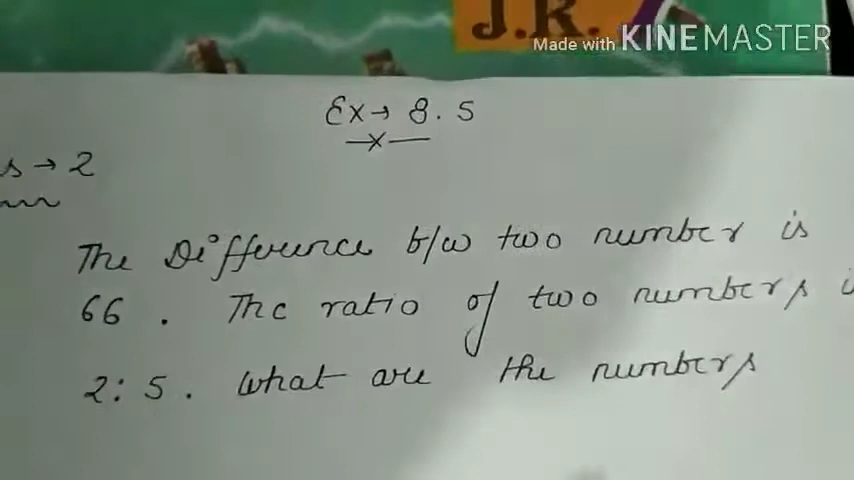 J.R.
Made with KINEMASTER
Ex → 8.5
s → 2
The Difference b/w two number is
66. The ratio of two numbers i
2:5. What are the numbers